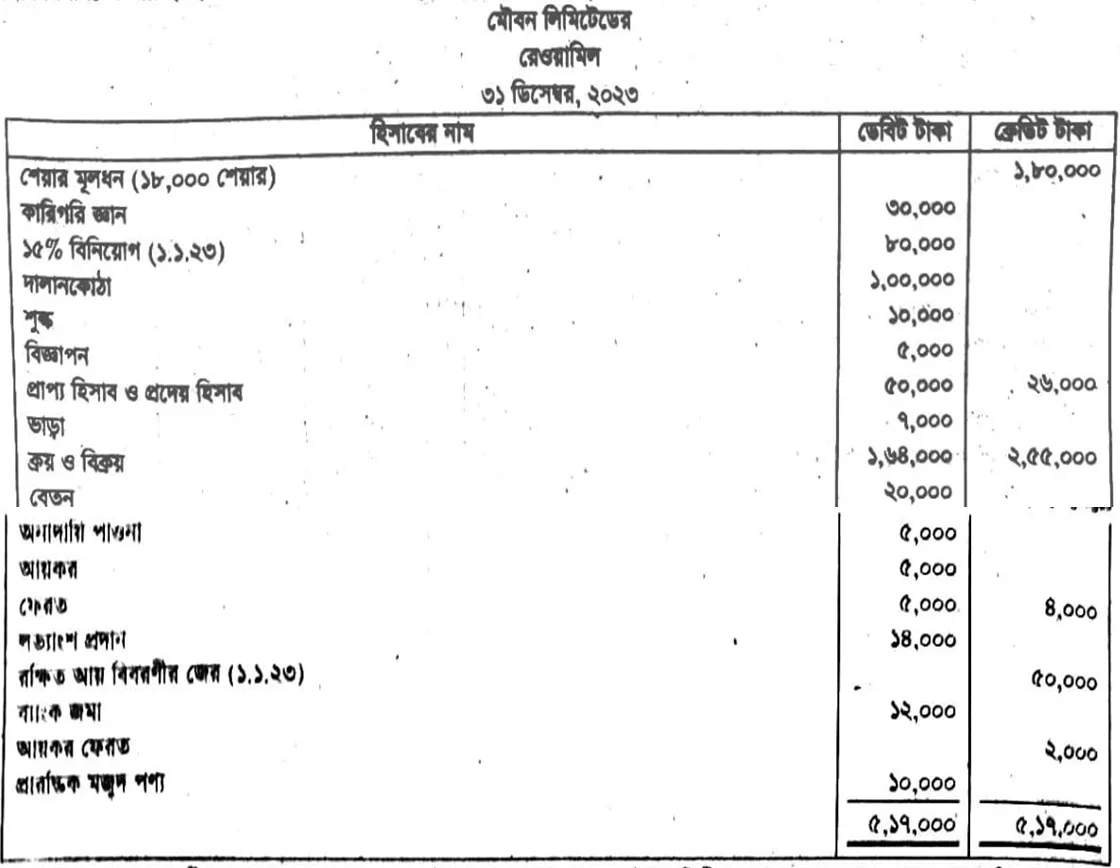 মৌবন লিমিটেডের
রেওয়ামিল
৩১ ডিসেম্বর, ২০২৩
হিসাবের নাম ডেবিট টাকা ক্রেডিট টাকা
শেয়ার মূলধন (১৮,০০০ শেয়ার) ১,৮০,০০০
কারিগরি জ্ঞান ৩০,০০০
১৫% বিনিয়োগ (১.১.২৩) ৮০,০০০
দালানকোঠা ১,০০,০০০
শুল্ক ১০,০০০
বিজ্ঞাপন ৫,০০০
প্রাপ্য হিসাব ও প্রদেয় হিসাব ৫০,০০০ ২৬,০০০
ভাড়া ৭,০০০
ক্রয় ও বিক্রয় ১,৬৪,০০০ ২,৫৫,০০০
বেতন ২০,০০০
অনাদায়ি পাওনা ৫,০০০
আয়কর ৫,০০০
ফেরত ৫,০০০ ৪,০০০
লভ্যাংশ প্রদান ১৪,০০০
রক্ষিত আয় বিবরণীর জের (১.১.২৩) ৫০,০০০
ব্যাংক জমা ১২,০০০
আয়কর ফেরত ২,০০০
প্রারম্ভিক মজুদ পণ্য ১০,০০০
৫,১৭,০০০ ৫,১৭,০০০